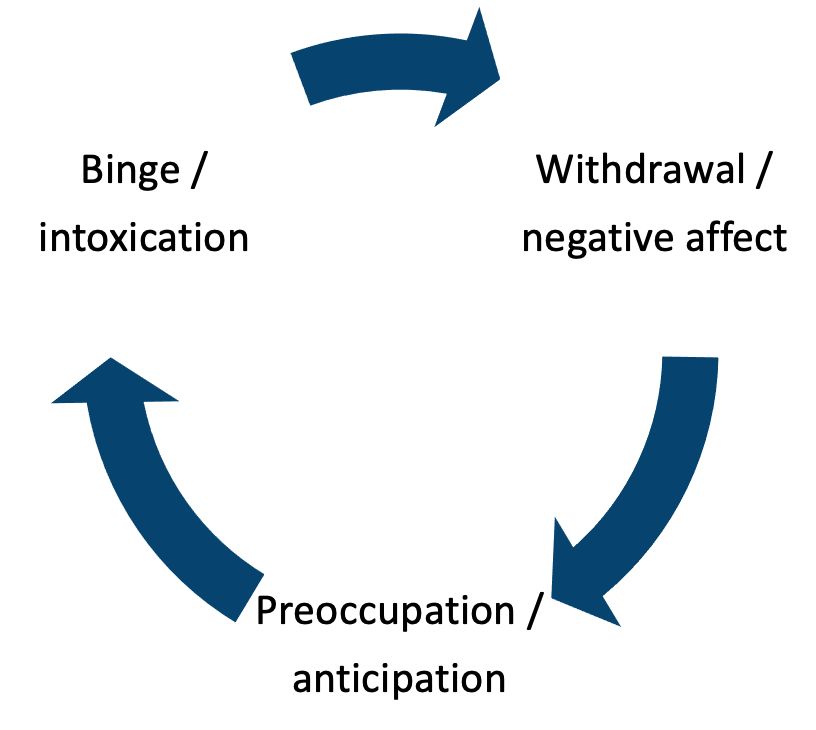 Binge /
intoxication
Withdrawal /
negative affect
Preoccupation /
anticipation